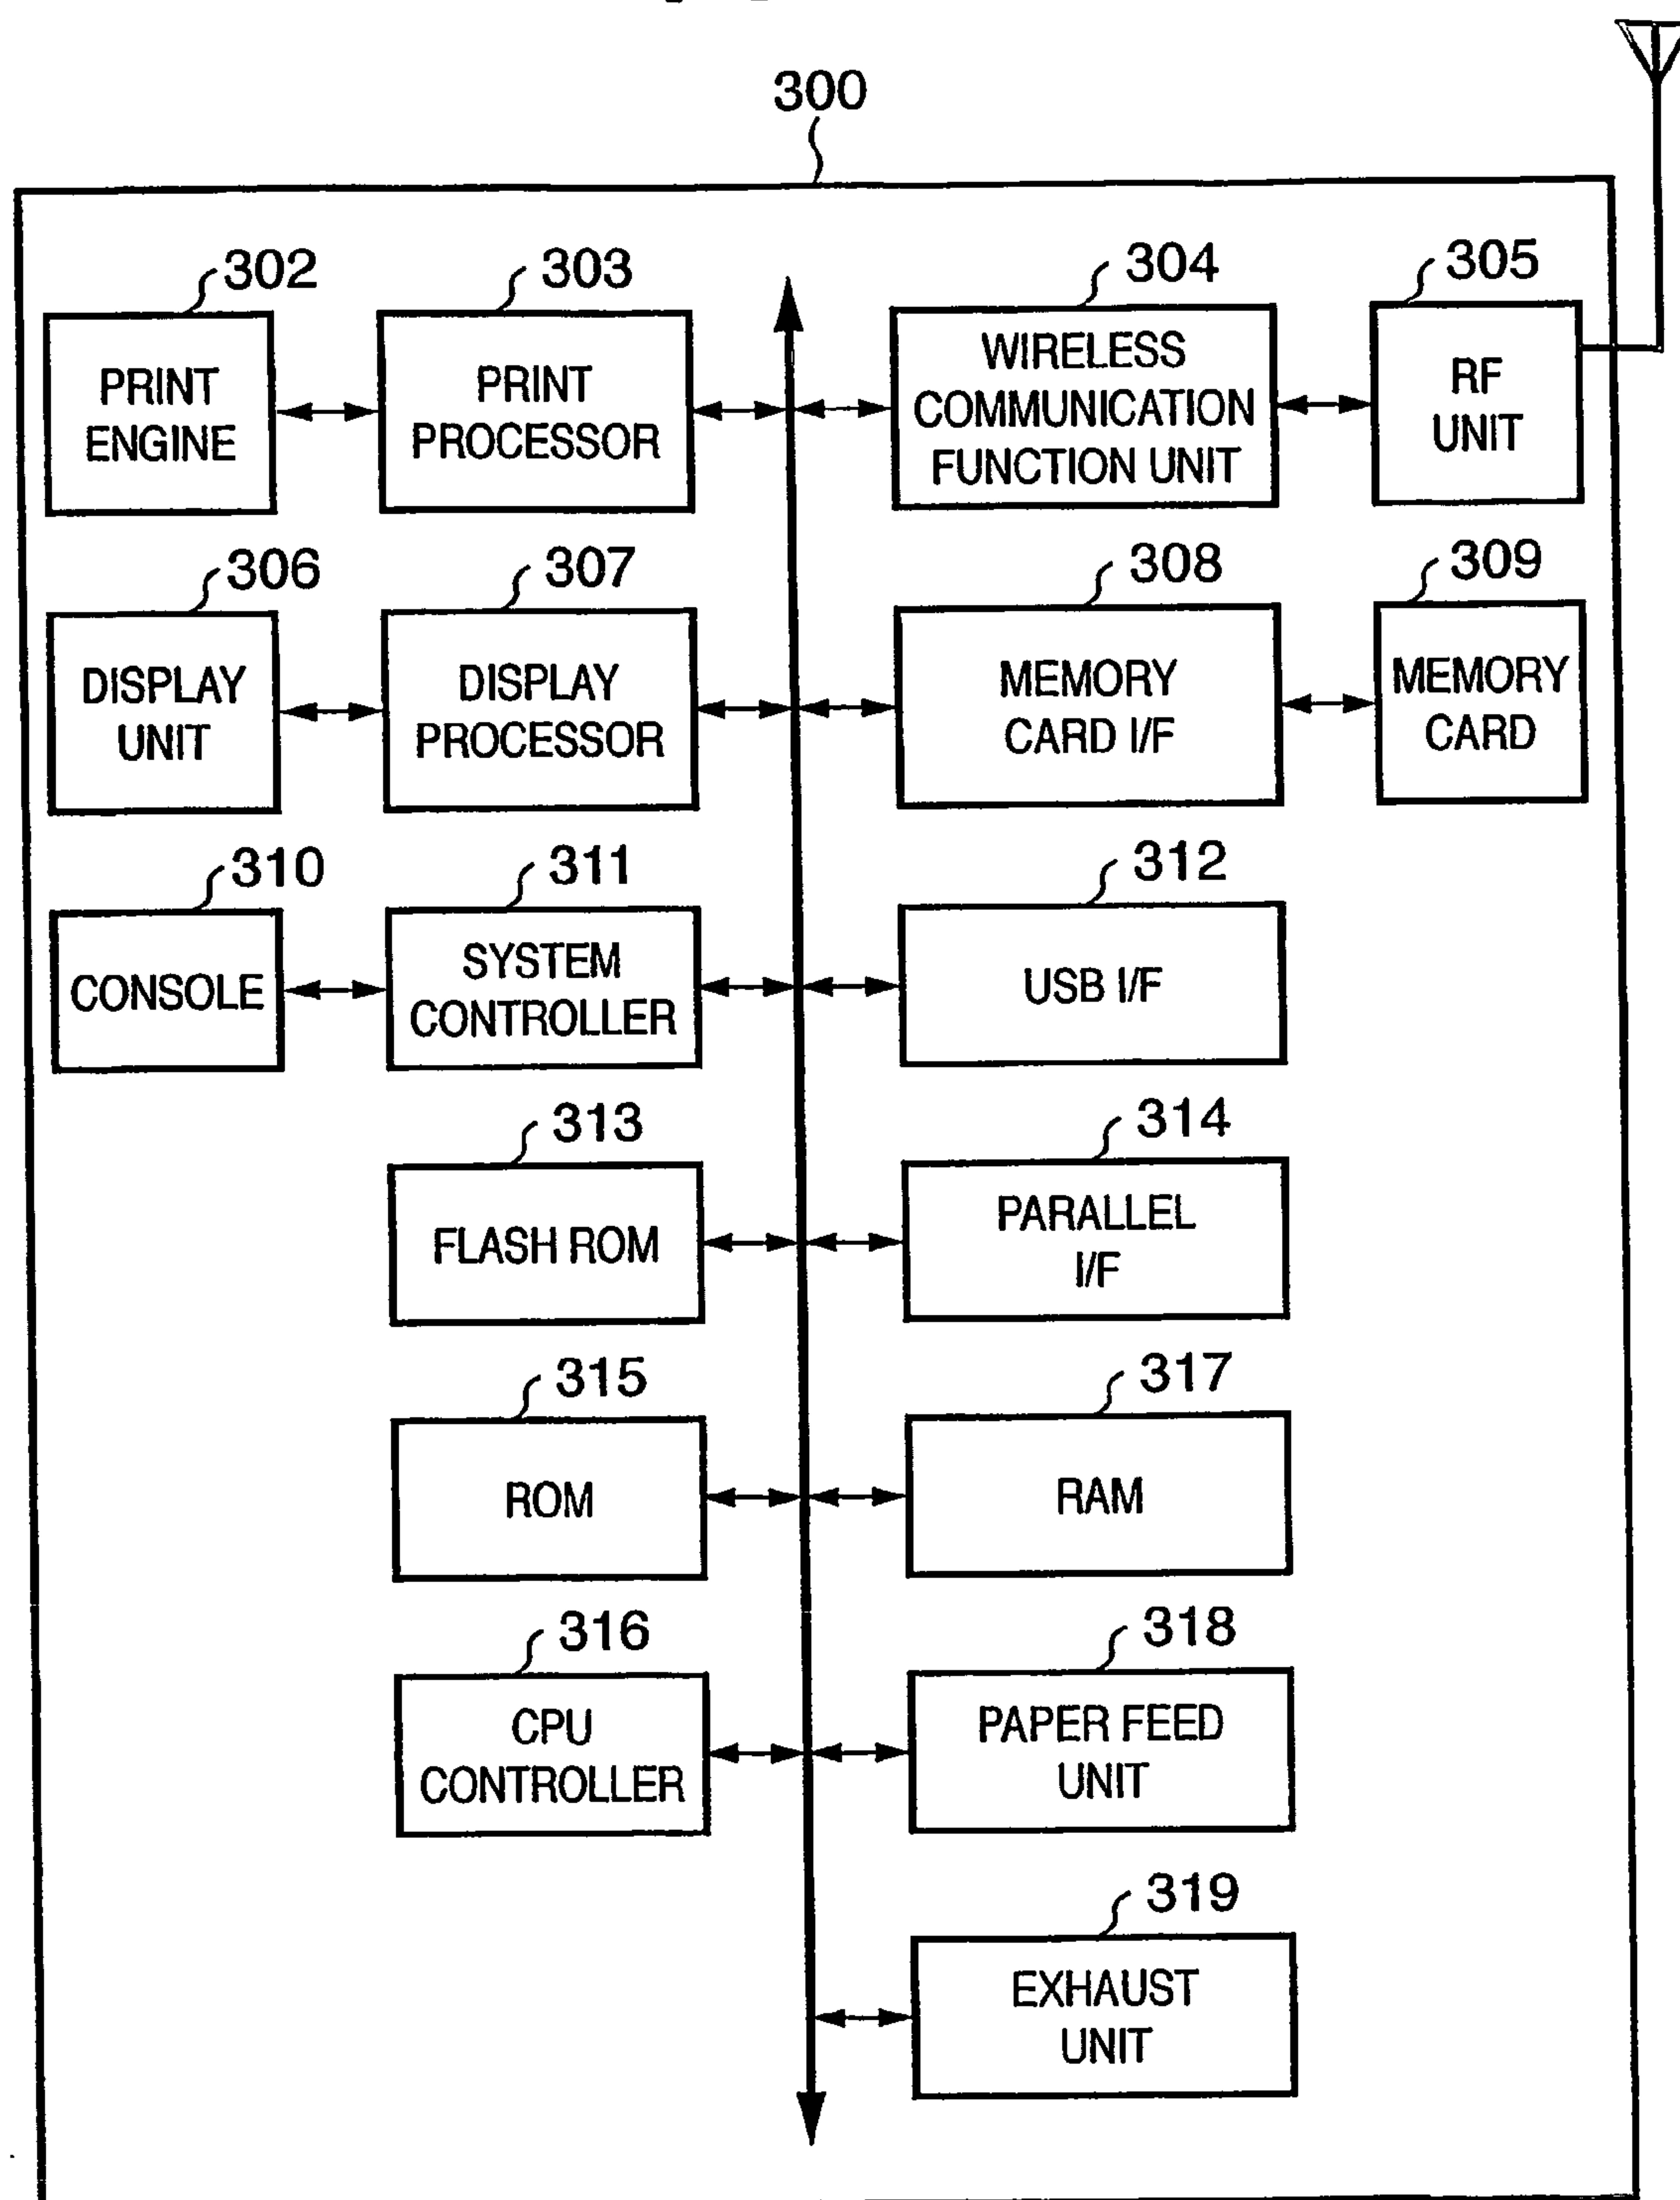 300
302
303
304
305
PRINT
ENGINE
PRINT
PROCESSOR
WIRELESS
COMMUNICATION
FUNCTION UNIT
RF
UNIT
306
307
308
309
DISPLAY
UNIT
DISPLAY
PROCESSOR
MEMORY
CARD I/F
MEMORY
CARD
310
311
312
CONSOLE
SYSTEM
CONTROLLER
USB I/F
313
314
FLASH ROM
PARALLEL
I/F
315
317
ROM
RAM
316
318
CPU
CONTROLLER
PAPER FEED
UNIT
319
EXHAUST
UNIT